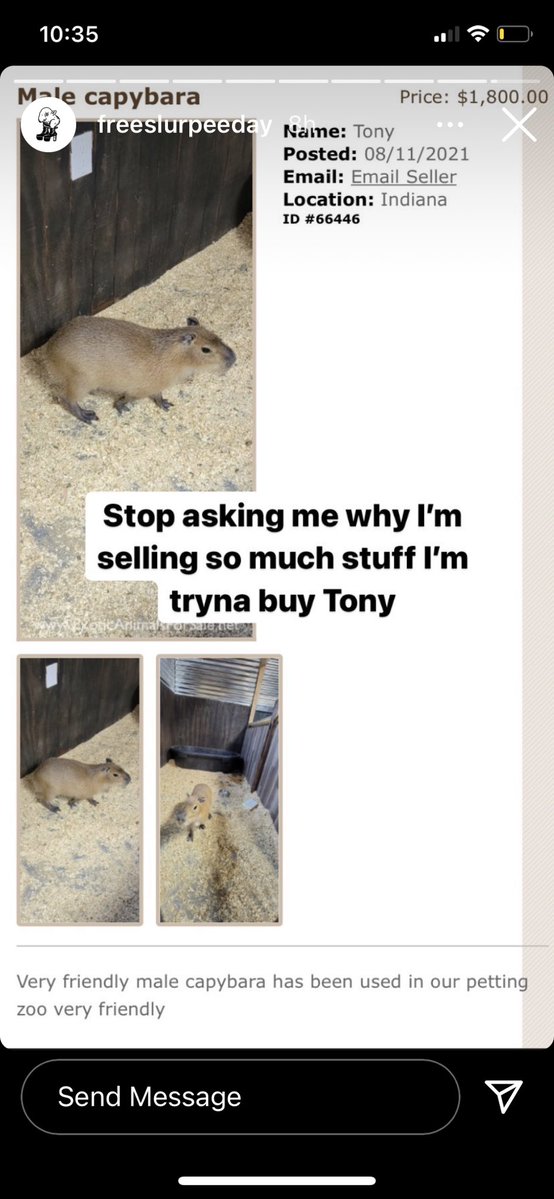 10:35
Male capybara
Price: $1,800.00
freeslurpeeday 8h
Name: Tony
Posted: 08/11/2021
Email: Email Seller
Location: Indiana
ID #66446
Stop asking me why I'm
selling so much stuff I'm
tryna buy Tony
www.ExoticAnimalsForSale.net
Very friendly male capybara has been used in our petting
zoo very friendly
Send Message